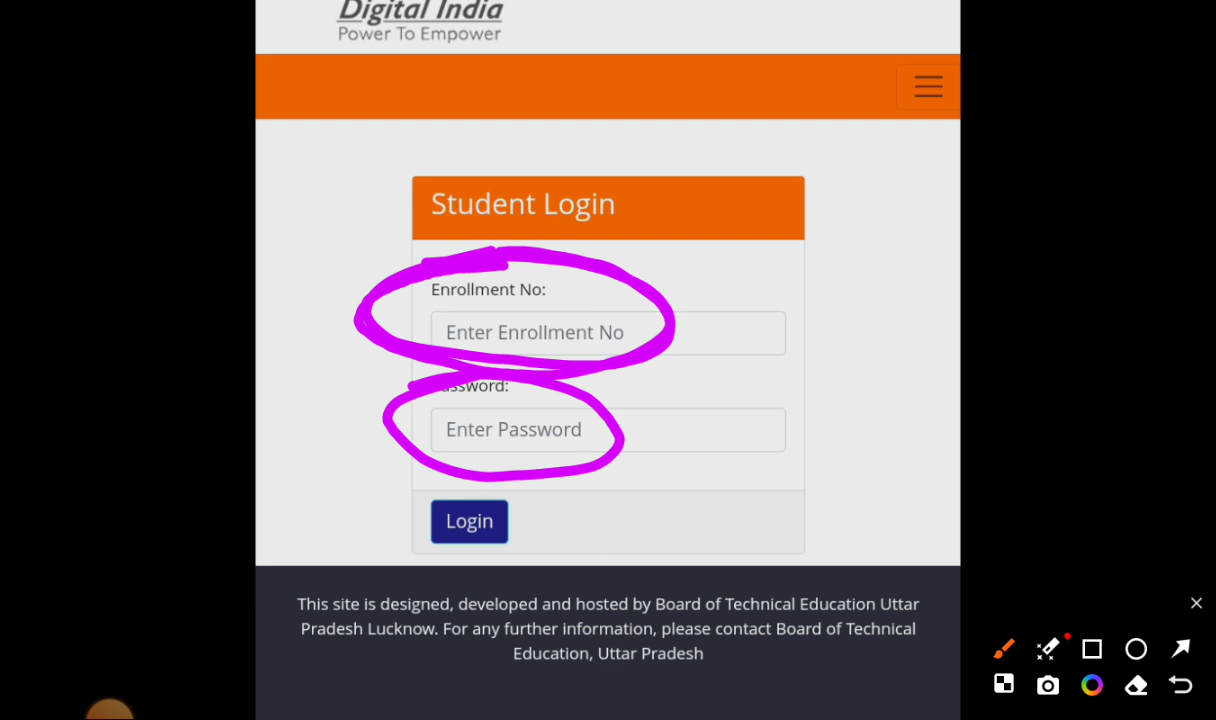 Digital India
Power To Empower
Student Login
Enrollment No:
Enter Enrollment No
Password:
Enter Password
Login
This site is designed, developed and hosted by Board of Technical Education Uttar
Pradesh Lucknow. For any further information, please contact Board of Technical
Education, Uttar Pradesh